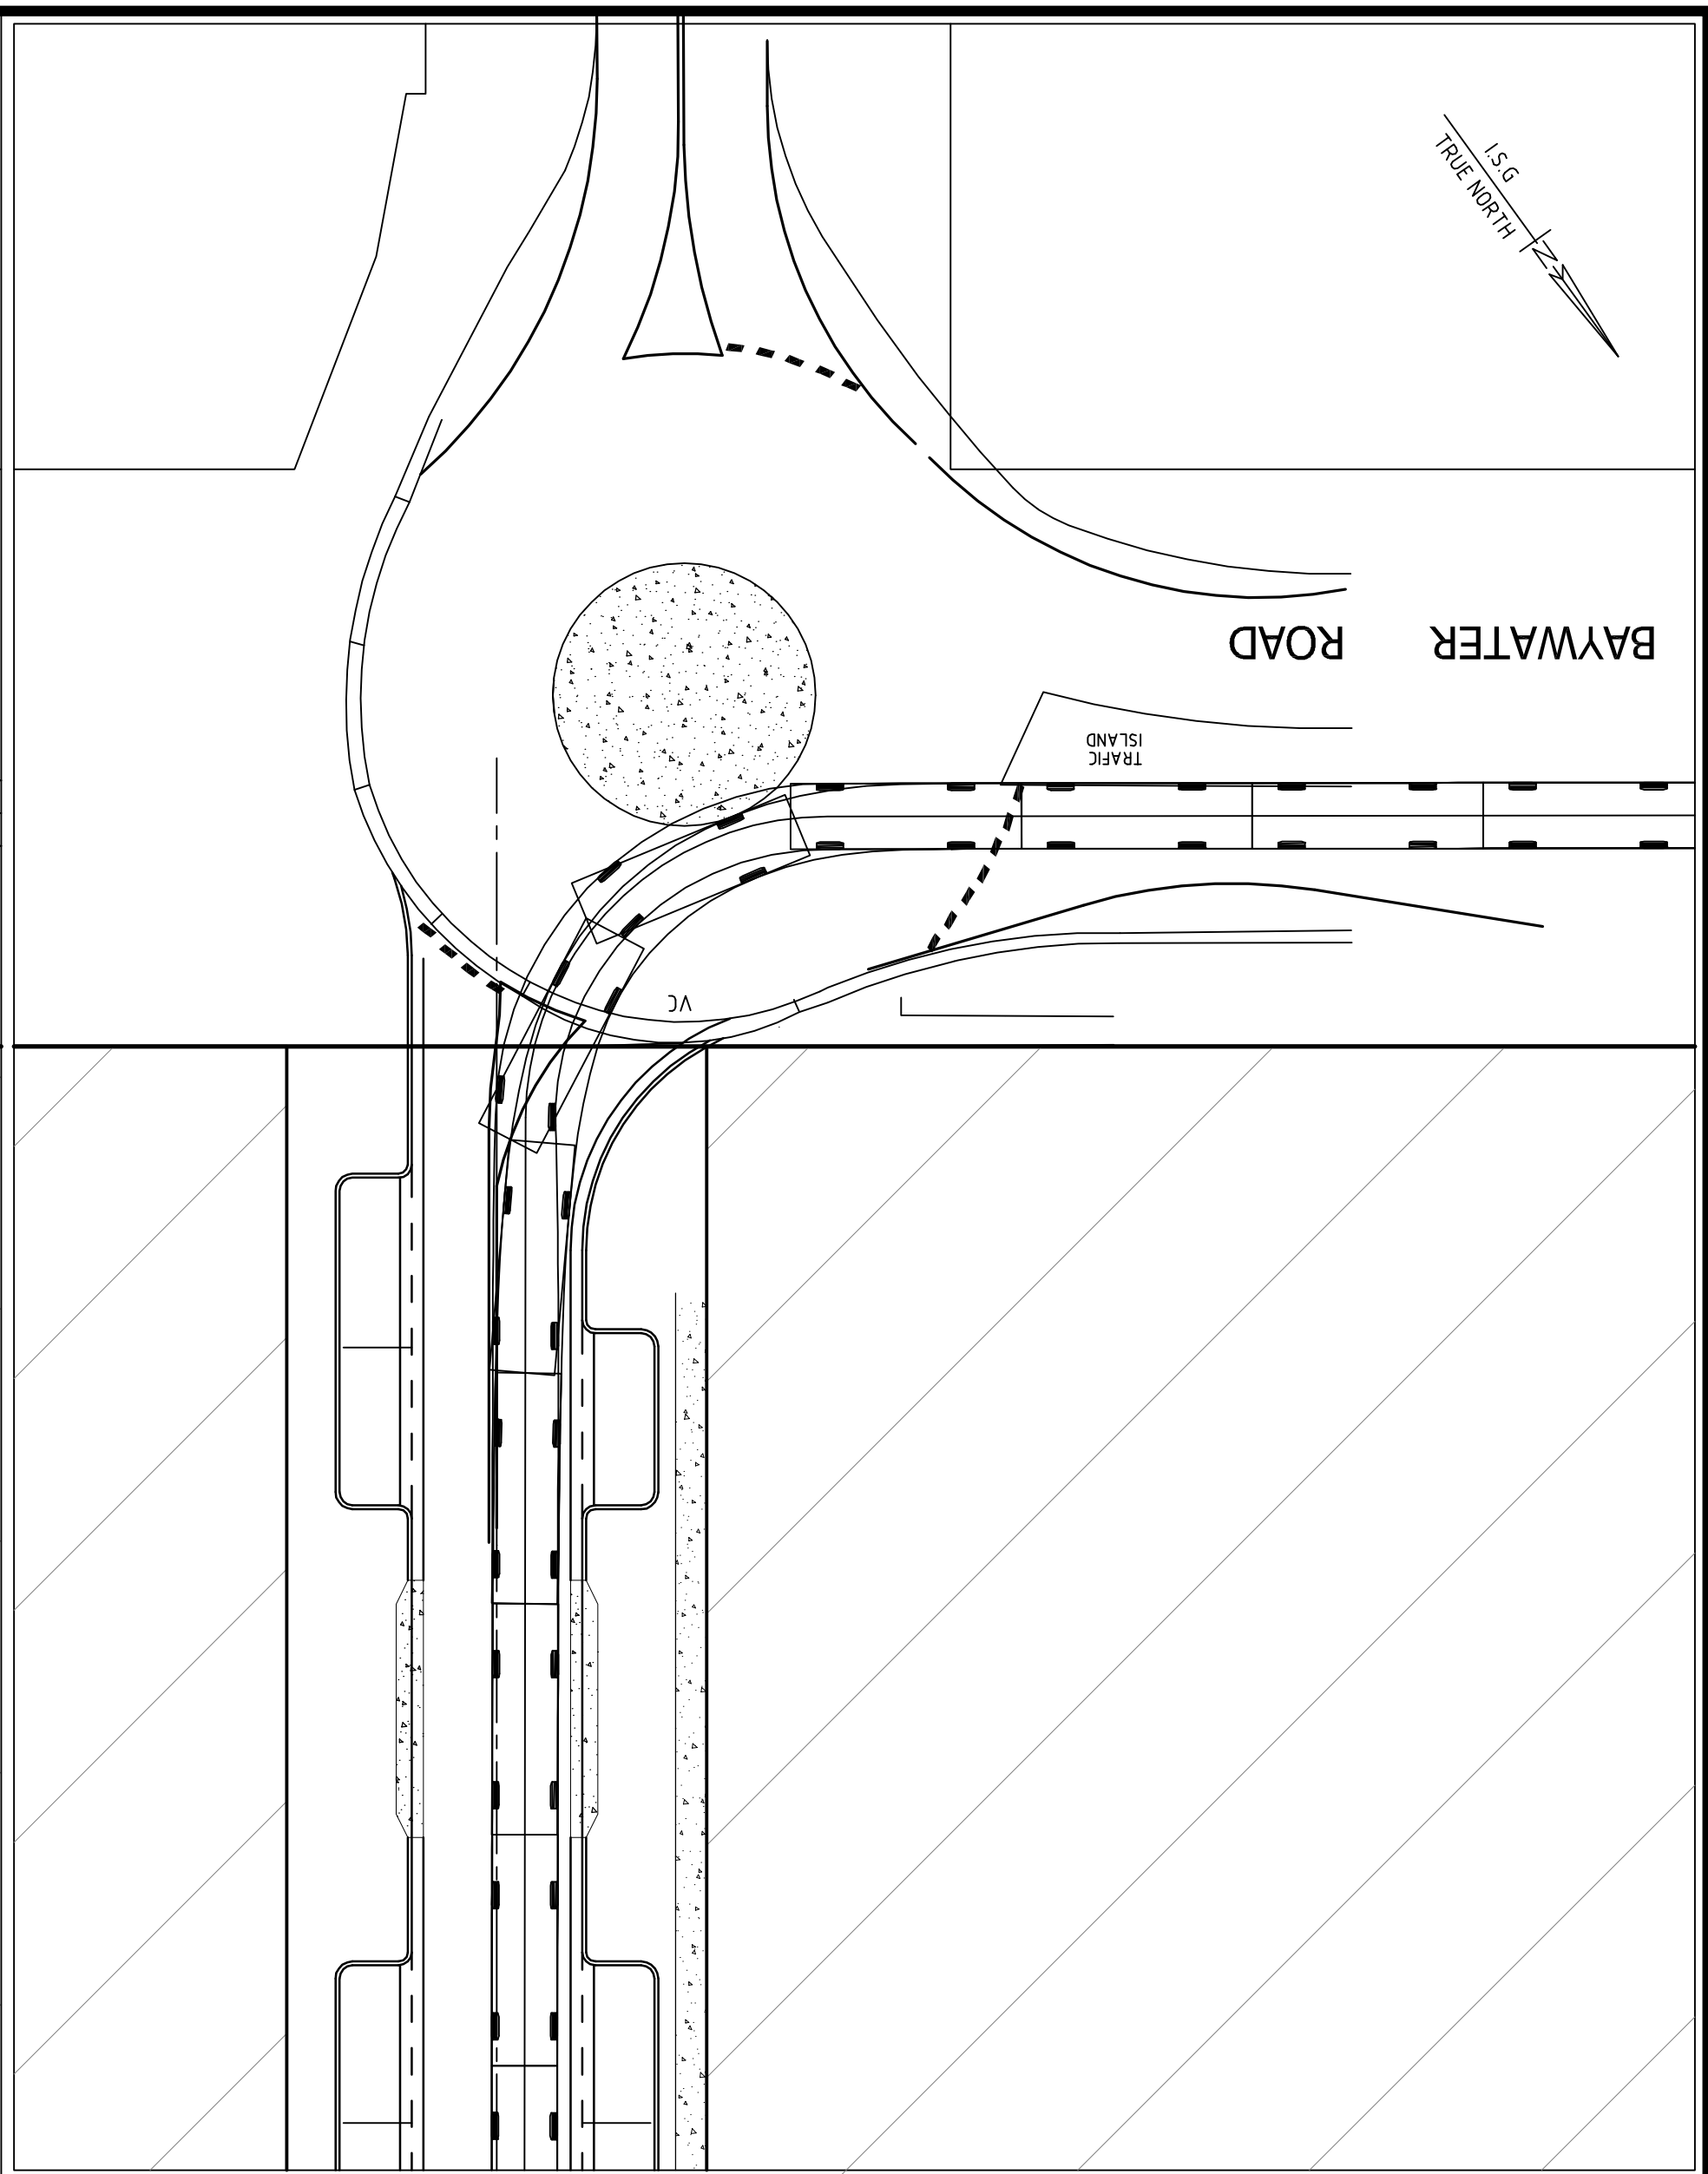 I.S.G
TRUE NORTH
BAYWATER ROAD
TRAFIC
ISLAND
VC